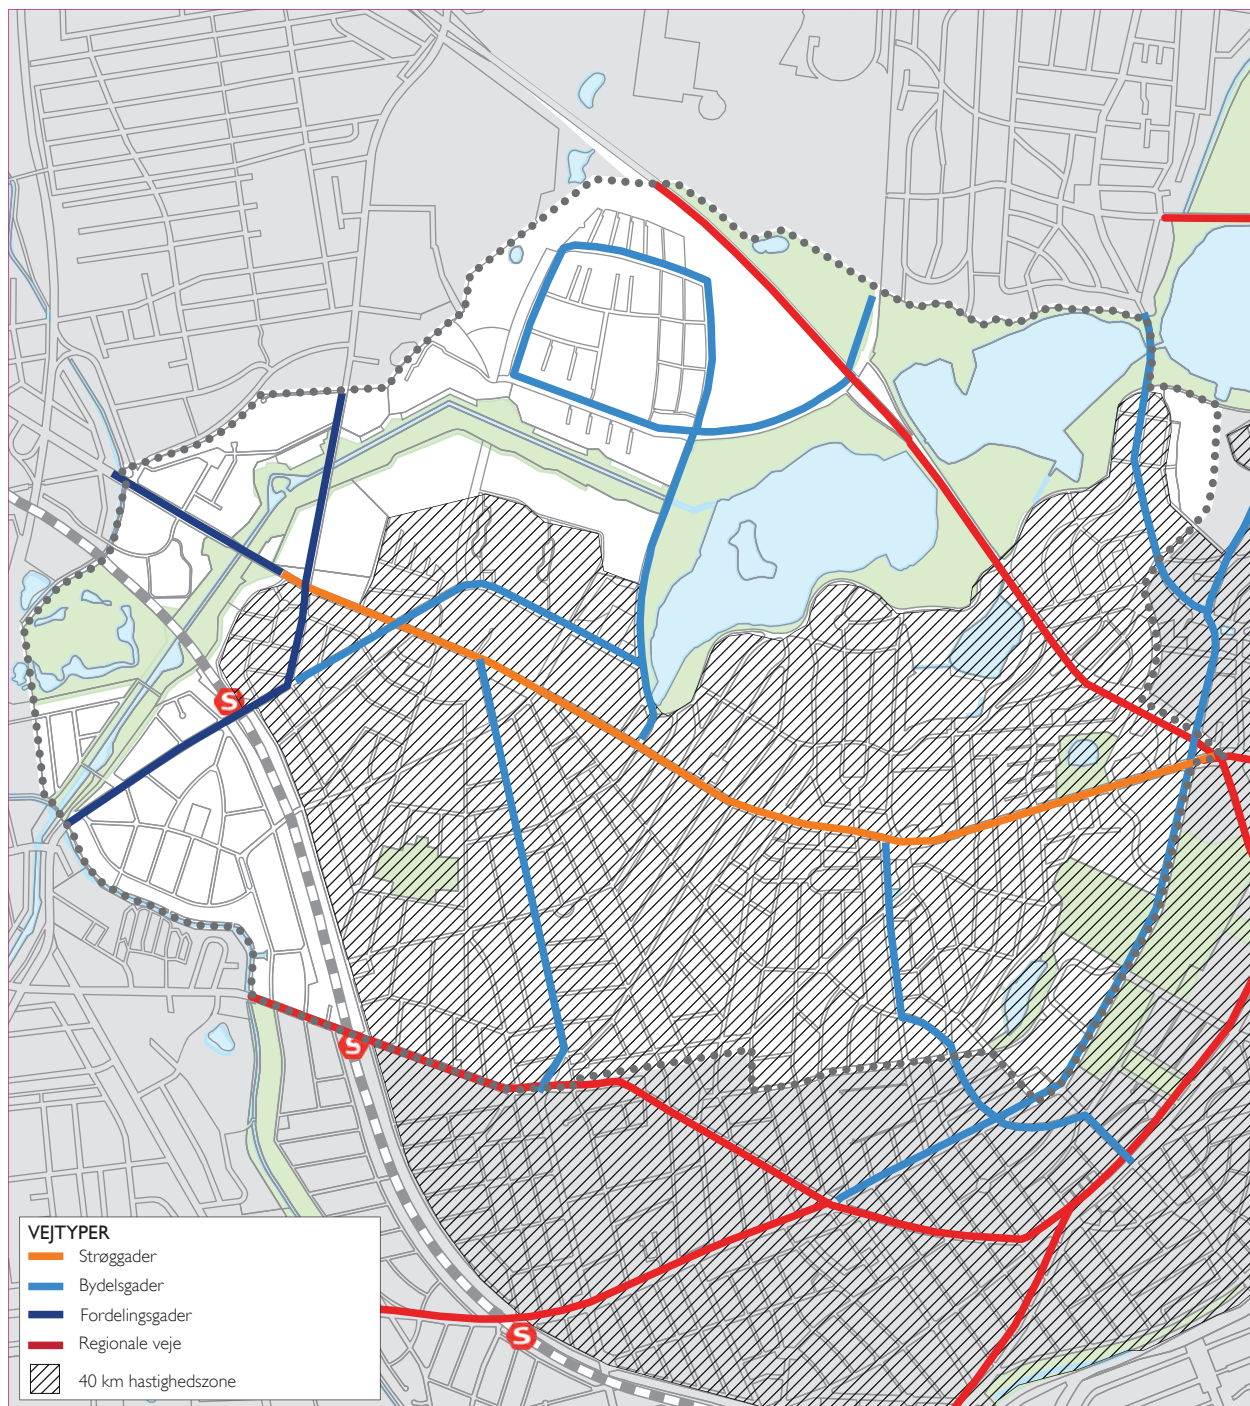 S
S
S
VEJTYPER
Strøggader
Bydelsgader
Fordelingsgader
Regionale veje
40 km hastighedszone